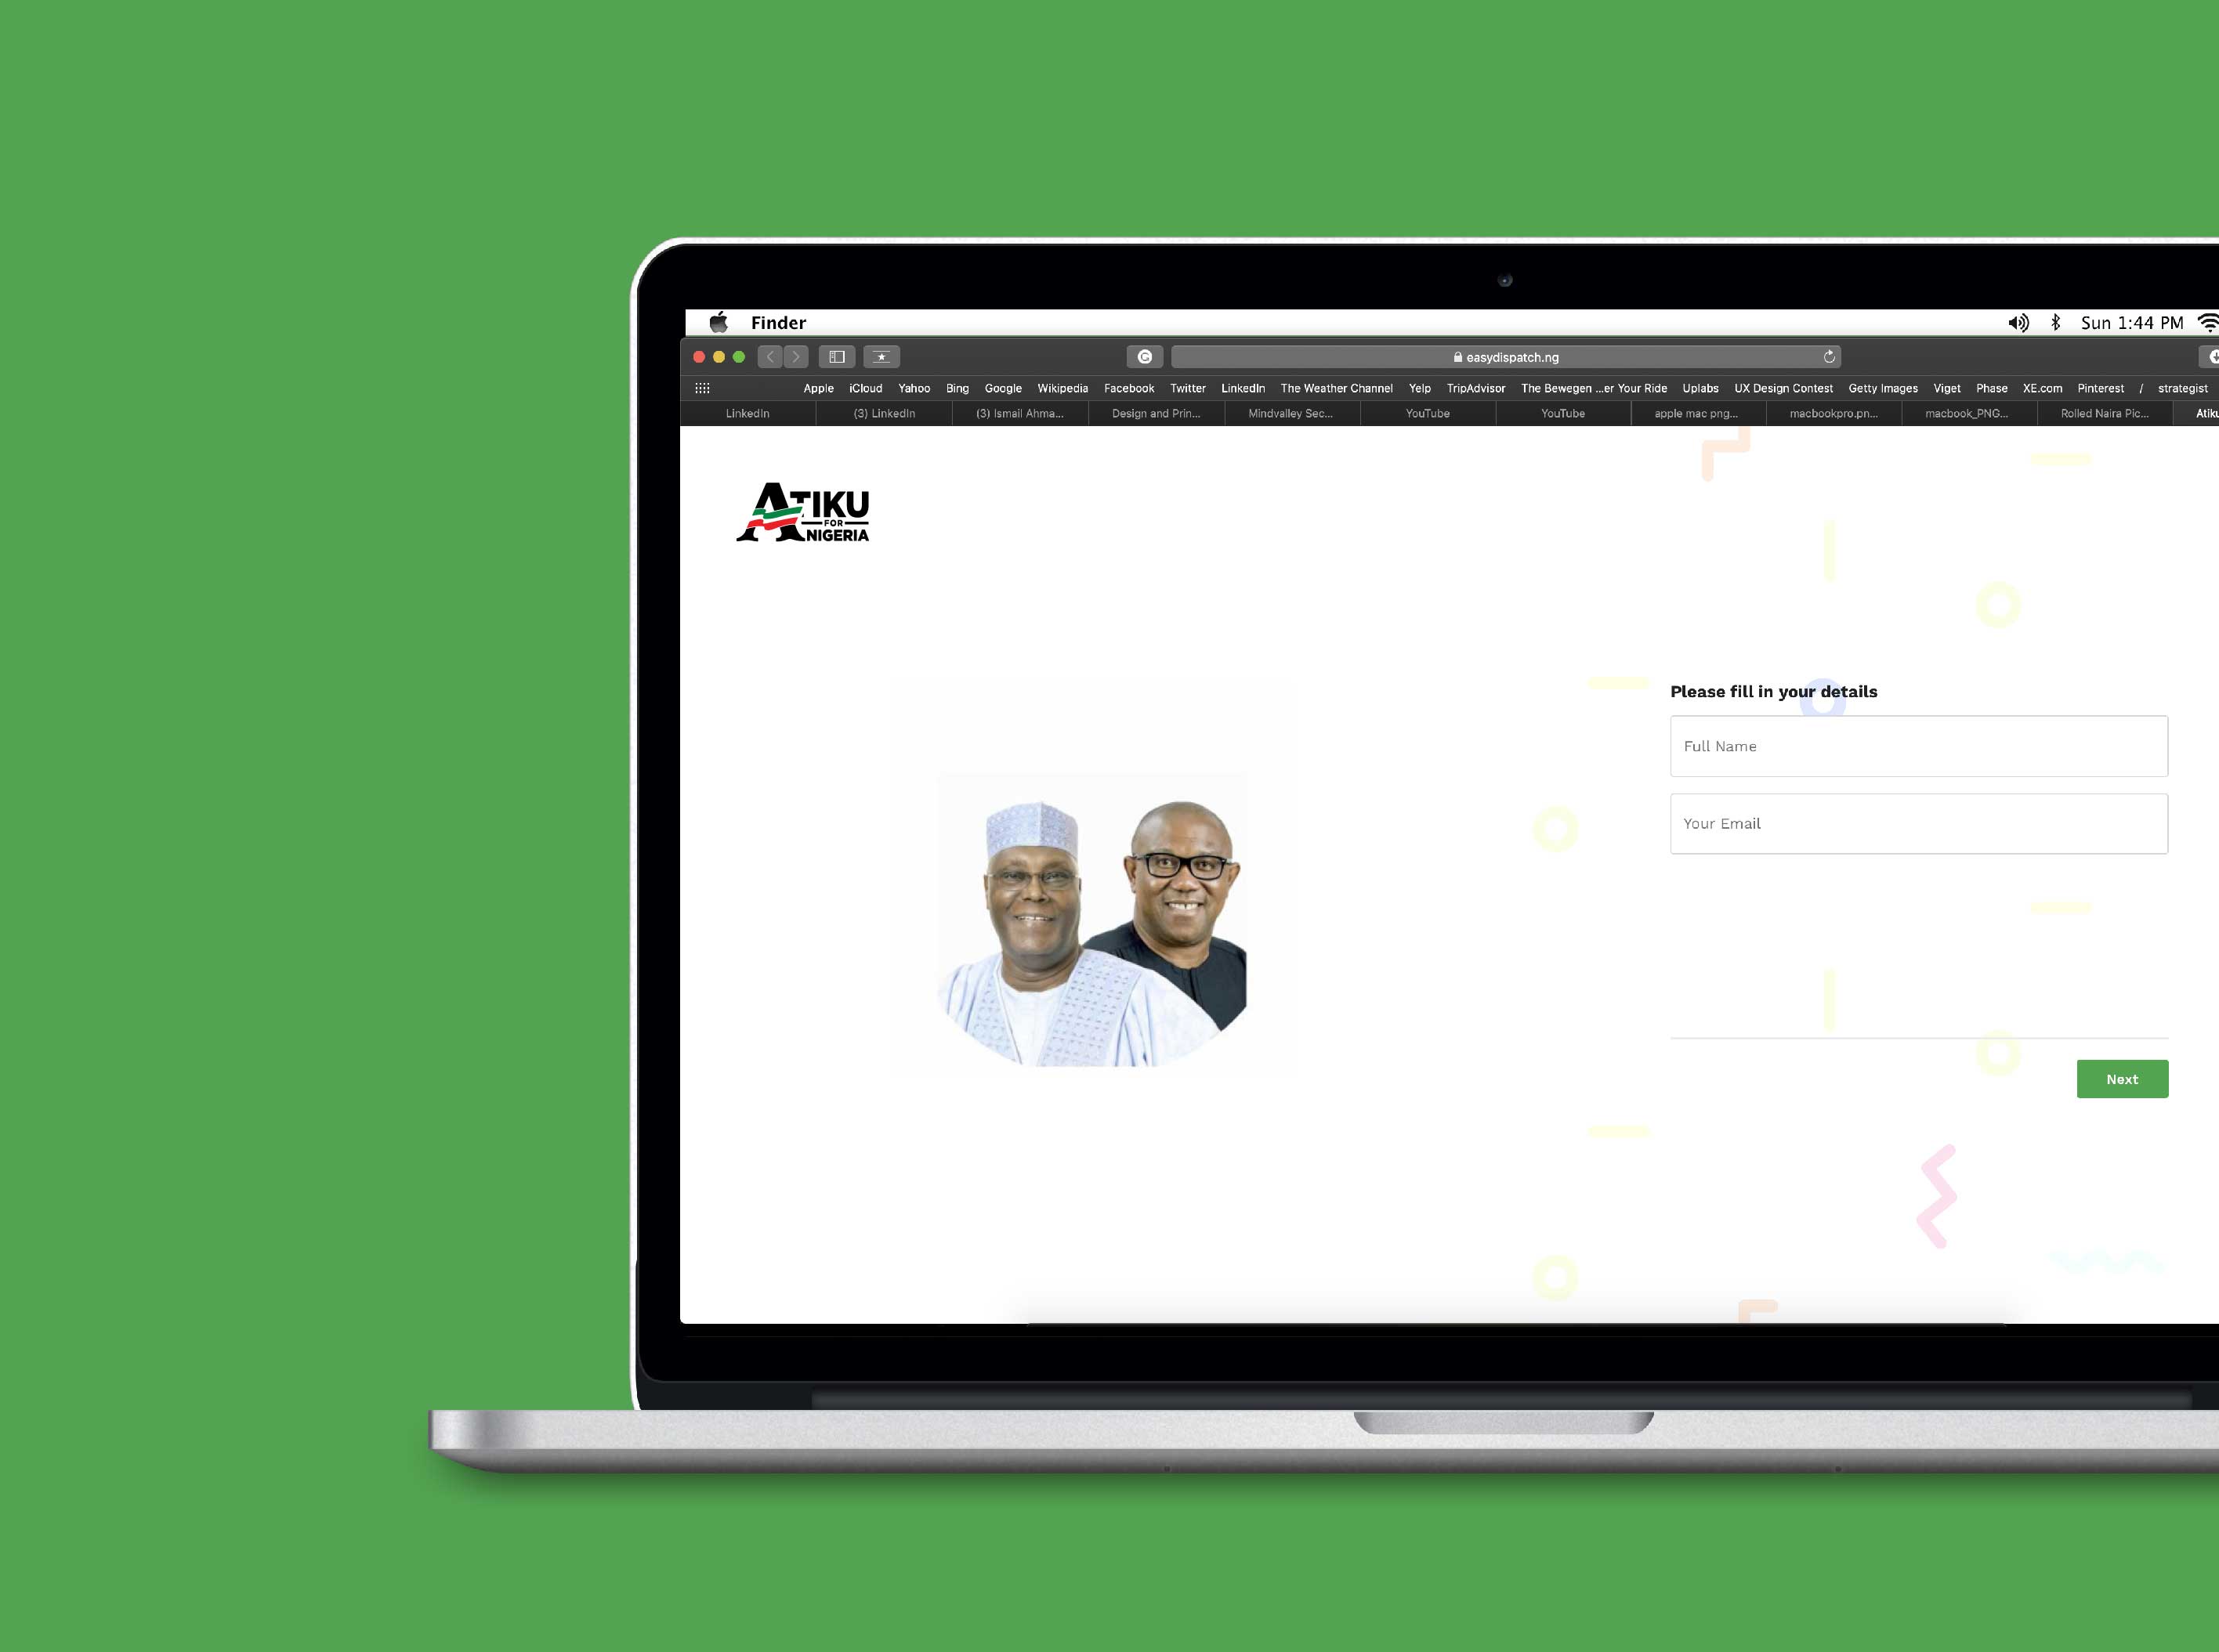 Finder
Sun 1:44 PM
easydispatch.ng
Apple iCloud Yahoo Bing Google Wikipedia Facebook Twitter LinkedIn The Weather Channel Yelp TripAdvisor The Bewegen ...er Your Ride Uplabs UX Design Contest Getty Images Viget Phase XE.com Pinterest / strategist
LinkedIn (3) LinkedIn (3) Ismail Ahma... Design and Prin... Mindvalley Sec... YouTube YouTube apple mac png... macbookpro.pn... macbook_PNG... Rolled Naira Pic... Atiku
ATIKU
FOR
NIGERIA
Please fill in your details
Full Name
Your Email
Next